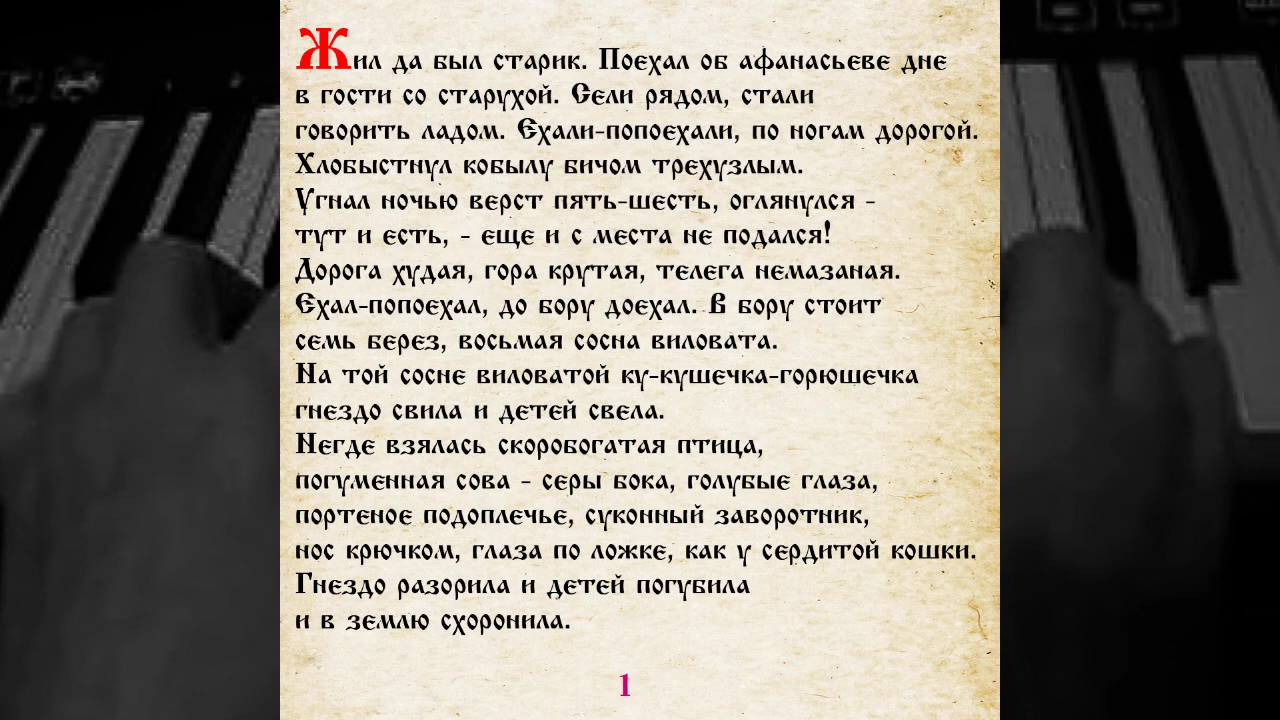 Жил да был старик. Поехал об афанасьеве дне
в гости со старухой. Сели рядом, стали
говорить ладом. Ехали-попоехали, по ногам дорогой.
Хлобыстнул кобылу бичом трехузлым.
Угнал ночью верст пять-шесть, оглянулся -
тут и есть, - еще и с места не подался!
Дорога худая, гора крутая, телега немазаная.
Ехал-попоехал, до бору доехал. В бору стоит
семь берез, восьмая сосна виловата.
На той сосне виловатой ку-кушечка-горюшечка
гнездо свила и детей свела.
Негде взялась скоробогатая птица,
погуменная сова - серы бока, голубые глаза,
портеное подоплечье, суконный заворотник,
нос крючком, глаза по ложке, как у сердитой кошки.
Гнездо разорила и детей погубила
и в землю схоронила.
1